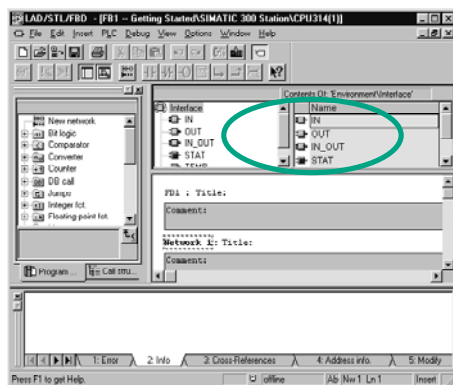 LAD/STL/FBD - [FB1 -- Getting Started\SIMATIC 300 Station\CPU314(1)]
File Edit Insert PLC Debug View Options Window Help
Contents Of: 'Environment\Interface'
Interface
IN
OUT
IN_OUT
STAT
TEMP
Name
IN
OUT
IN_OUT
STAT
New network
Bit logic
Comparator
Converter
Counter
DB call
Jumps
Integer fct.
Floating-point fct.
Program ...
Call stru...
FB1 : Title:
Comment:
Network 1: Title:
Comment:
1: Error
2: Info
3: Cross-References
4: Address info.
5: Modify
Press F1 to get Help.
offline
Abs
Nw 1 Ln 1
Insert